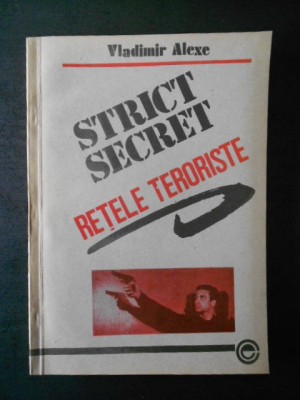 Vladimir Alexe
STRICT
SECRET
REȚELE TERORISTE